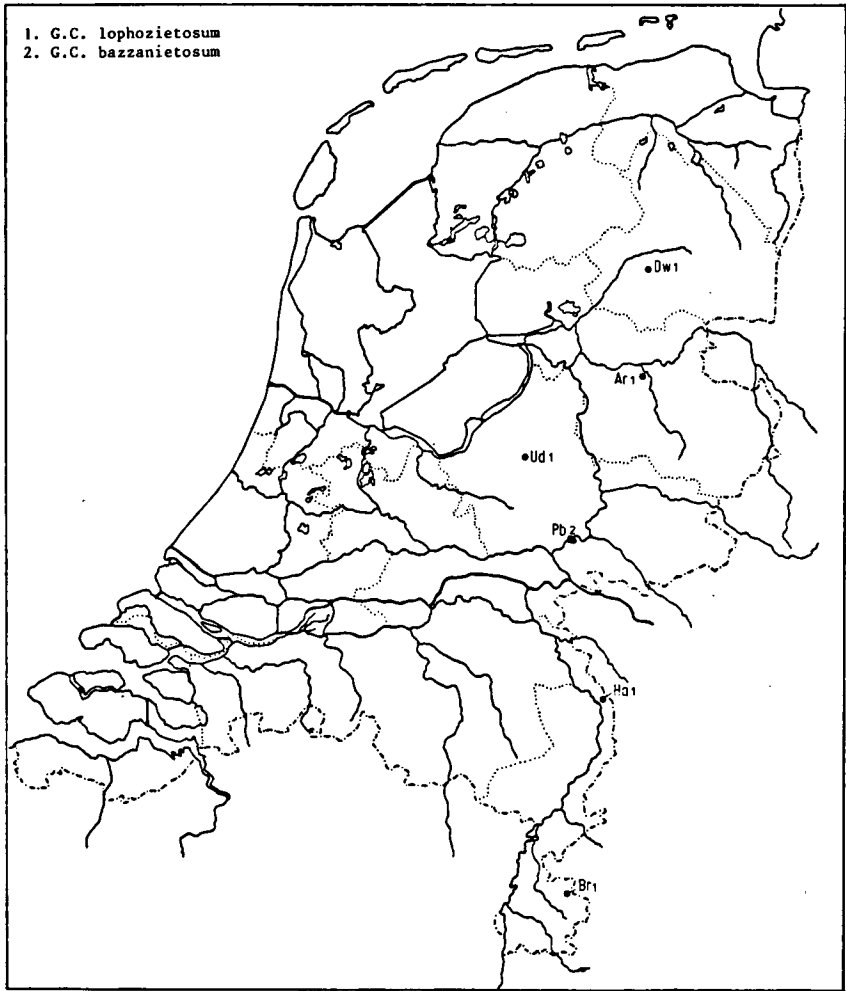 1. G.C. lophozietosum
2. G.C. bazzanietosum
Dw1
Ar1
Ud1
Pb2
Ha1
Br1